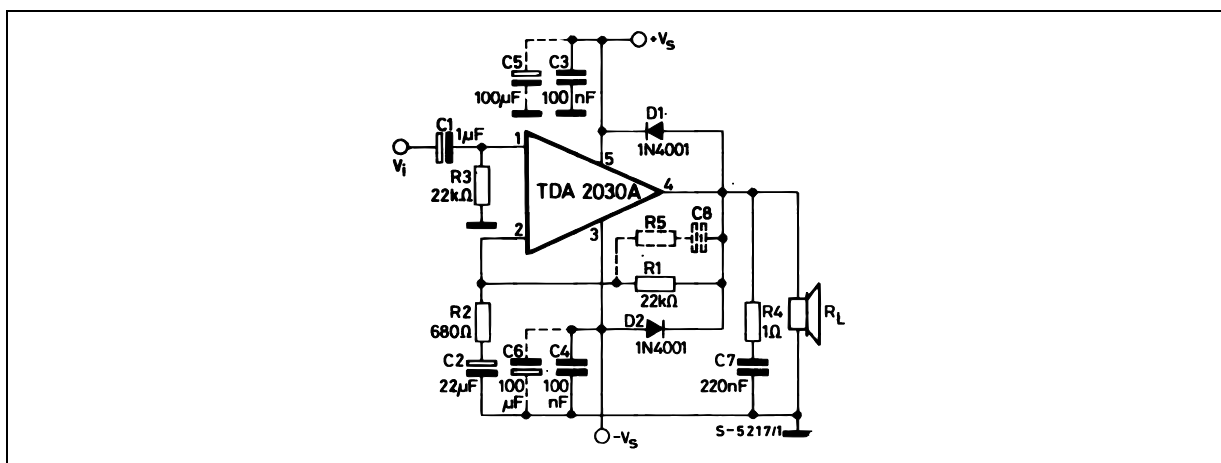 +Vs
C5
C3
100µF
100 nF
D1
1N4001
C1
1µF
1
5
Vi
R3
22kΩ
TDA 2030A
4
2
3
R5
C8
R1
22kΩ
R2
680Ω
D2
1N4001
R4
1Ω
RL
C2
22µF
C6
100
µF
C4
100
nF
C7
220nF
S-5217/1
-Vs